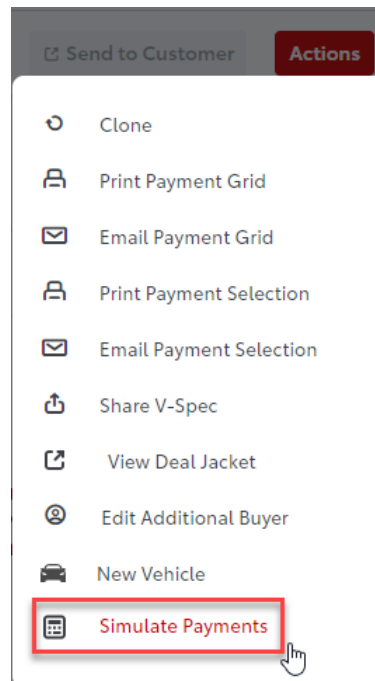 Send to Customer
Actions
Clone
Print Payment Grid
Email Payment Grid
Print Payment Selection
Email Payment Selection
Share V-Spec
View Deal Jacket
Edit Additional Buyer
New Vehicle
Simulate Payments